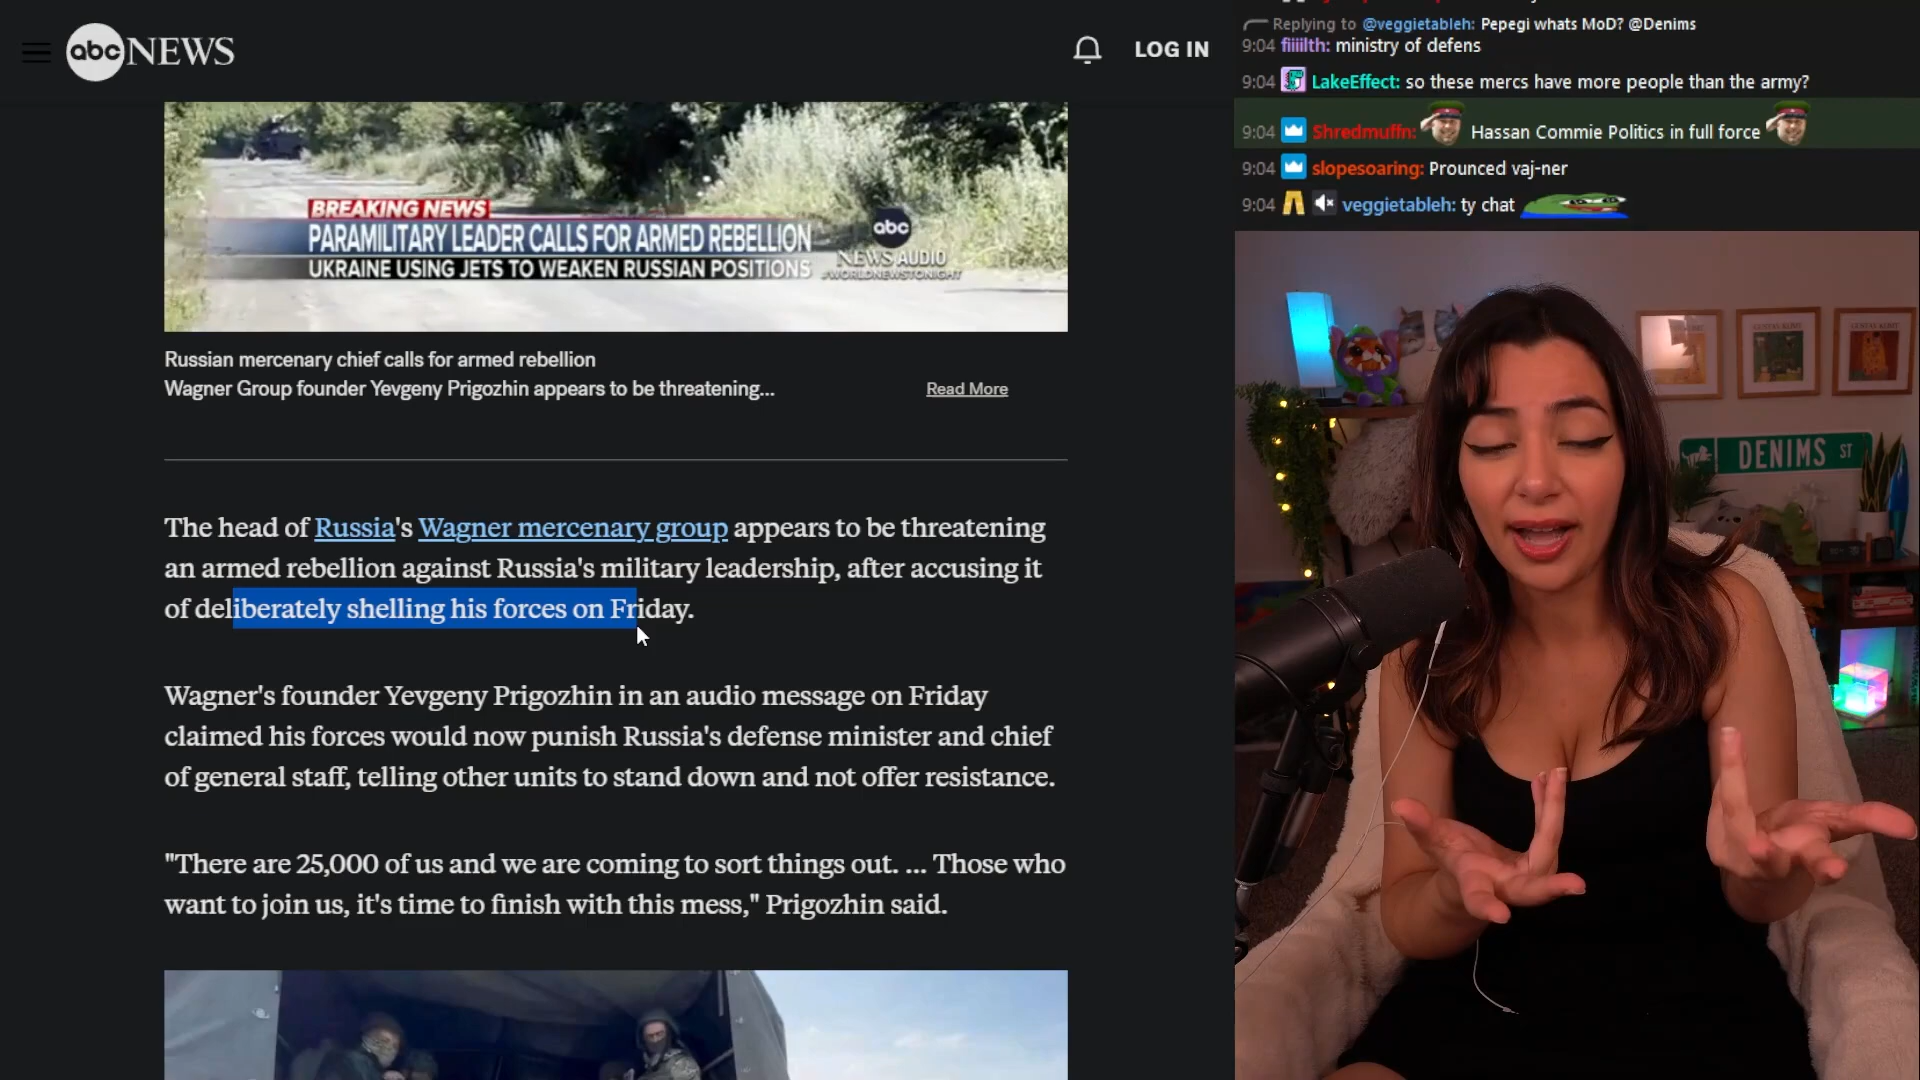 abc NEWS
LOG IN
BREAKING NEWS
PARAMILITARY LEADER CALLS FOR ARMED REBELLION
UKRAINE USING JETS TO WEAKEN RUSSIAN POSITIONS
abc
NEWS AUDIO
#WORLDNEWSTONIGHT
Russian mercenary chief calls for armed rebellion
Wagner Group founder Yevgeny Prigozhin appears to be threatening...
Read More
The head of Russia's Wagner mercenary group appears to be threatening
an armed rebellion against Russia's military leadership, after accusing it
of deliberately shelling his forces on Friday.
Wagner's founder Yevgeny Prigozhin in an audio message on Friday
claimed his forces would now punish Russia's defense minister and chief
of general staff, telling other units to stand down and not offer resistance.
"There are 25,000 of us and we are coming to sort things out. ... Those who
want to join us, it's time to finish with this mess," Prigozhin said.
Replying to @veggietableh: Pepegi whats MoD? @Denims
9:04 fiiiilth: ministry of defens
9:04 LakeEffect: so these mercs have more people than the army?
9:04 Shredmuffn: Hassan Commie Politics in full force
9:04 slopesoaring: Prounced vaj-ner
9:04 veggietableh: ty chat
DENIMS ST